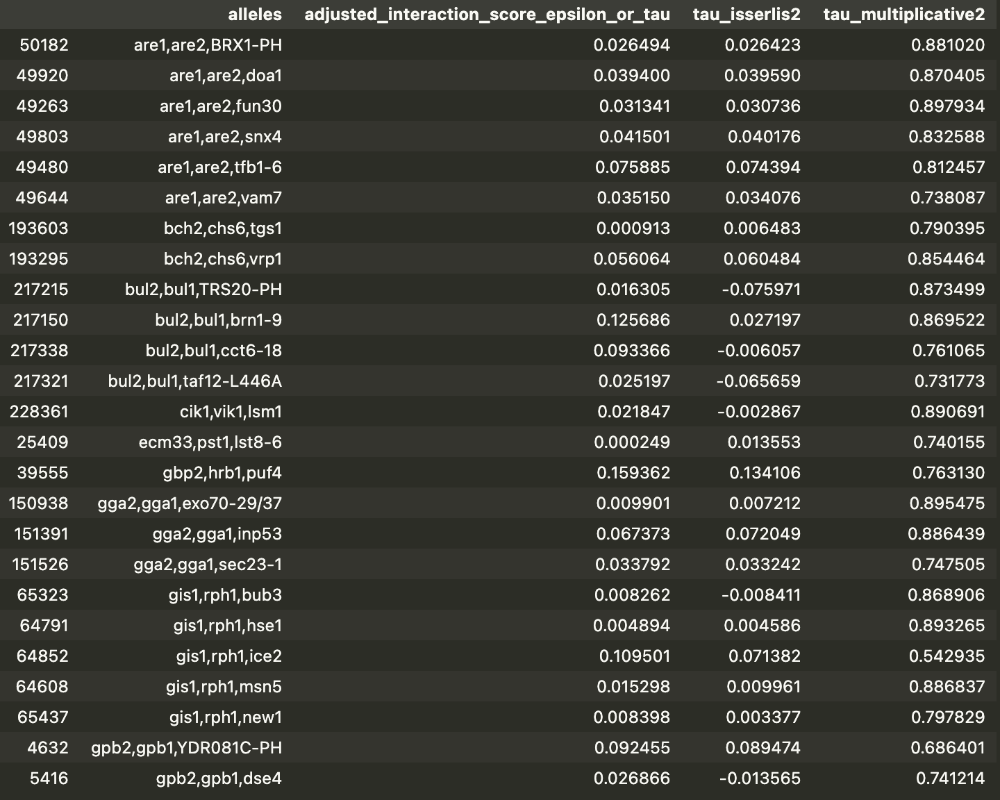 alleles adjusted_interaction_score_epsilon_or_tau tau_isserlis2 tau_multiplicative2
50182 are1,are2,BRX1-PH 0.026494 0.026423 0.881020
49920 are1,are2,doa1 0.039400 0.039590 0.870405
49263 are1,are2,fun30 0.031341 0.030736 0.897934
49803 are1,are2,snx4 0.041501 0.040176 0.832588
49480 are1,are2,tfb1-6 0.075885 0.074394 0.812457
49644 are1,are2,vam7 0.035150 0.034076 0.738087
193603 bch2,chs6,tgs1 0.000913 0.006483 0.790395
193295 bch2,chs6,vrp1 0.056064 0.060484 0.854464
217215 bul2,bul1,TRS20-PH 0.016305 -0.075971 0.873499
217150 bul2,bul1,brn1-9 0.125686 0.027197 0.869522
217338 bul2,bul1,cct6-18 0.093366 -0.006057 0.761065
217321 bul2,bul1,taf12-L446A 0.025197 -0.065659 0.731773
228361 cik1,vik1,lsm1 0.021847 -0.002867 0.890691
25409 ecm33,pst1,lst8-6 0.000249 0.013553 0.740155
39555 gbp2,hrb1,puf4 0.159362 0.134106 0.763130
150938 gga2,gga1,exo70-29/37 0.009901 0.007212 0.895475
151391 gga2,gga1,inp53 0.067373 0.072049 0.886439
151526 gga2,gga1,sec23-1 0.033792 0.033242 0.747505
65323 gis1,rph1,bub3 0.008262 -0.008411 0.868906
64791 gis1,rph1,hse1 0.004894 0.004586 0.893265
64852 gis1,rph1,ice2 0.109501 0.071382 0.542935
64608 gis1,rph1,msn5 0.015298 0.009961 0.886837
65437 gis1,rph1,new1 0.008398 0.003377 0.797829
4632 gpb2,gpb1,YDR081C-PH 0.092455 0.089474 0.686401
5416 gpb2,gpb1,dse4 0.026866 -0.013565 0.741214